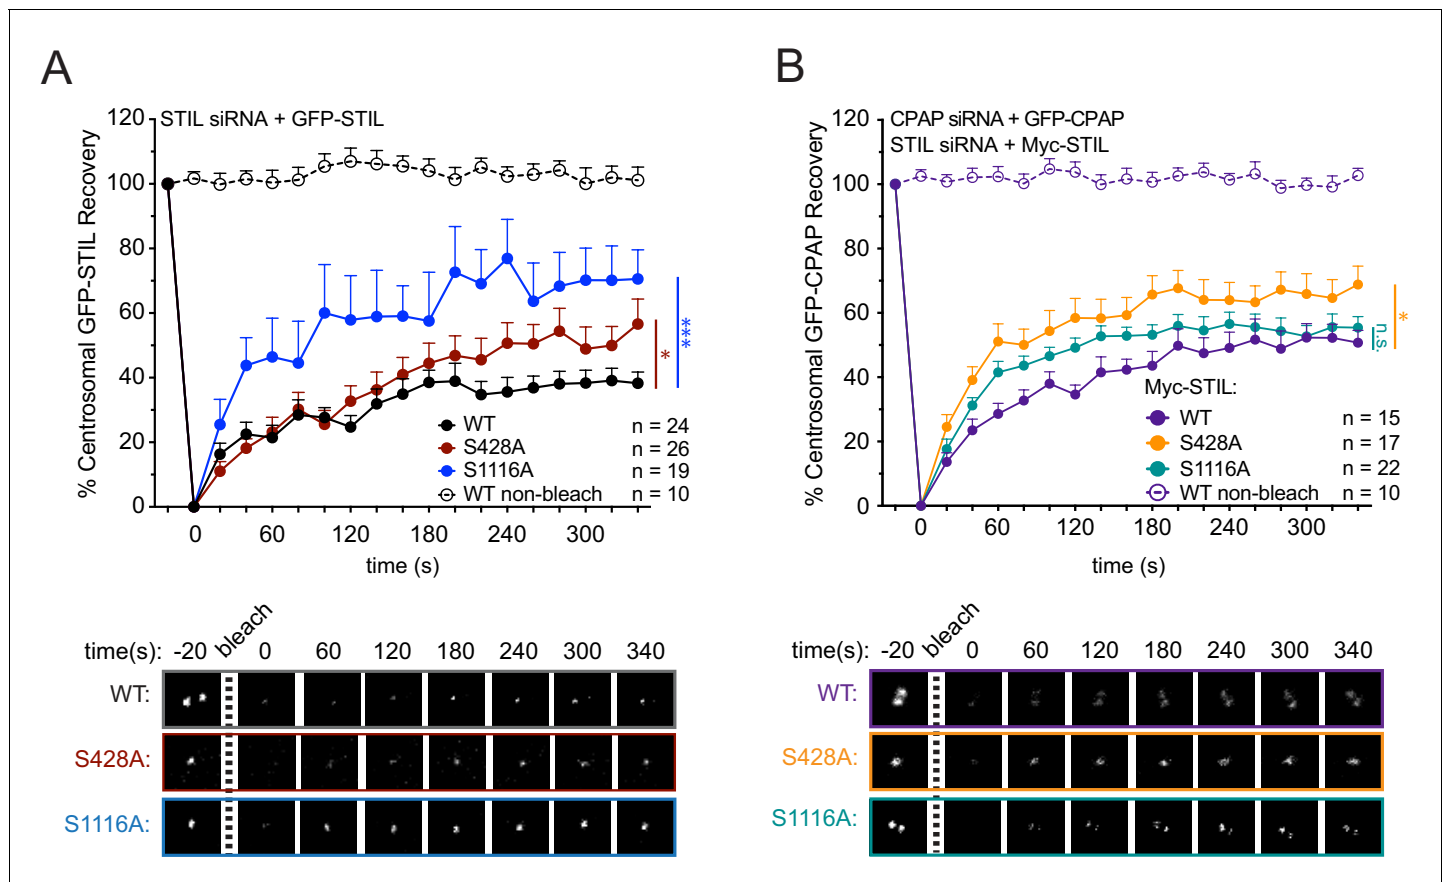 A
STIL siRNA + GFP-STIL
% Centrosomal GFP-STIL Recovery
120
100
80
60
40
20
0
*
***
WT n = 24
S428A n = 26
S1116A n = 19
WT non-bleach n = 10
0 60 120 180 240 300
time (s)
time(s): -20 bleach 0 60 120 180 240 300 340
WT:
S428A:
S1116A:
B
CPAP siRNA + GFP-CPAP
STIL siRNA + Myc-STIL
% Centrosomal GFP-CPAP Recovery
120
100
80
60
40
20
0
n.s.
*
Myc-STIL:
WT n = 15
S428A n = 17
S1116A n = 22
WT non-bleach n = 10
0 60 120 180 240 300
time (s)
time(s): -20 bleach 0 60 120 180 240 300 340
WT:
S428A:
S1116A: